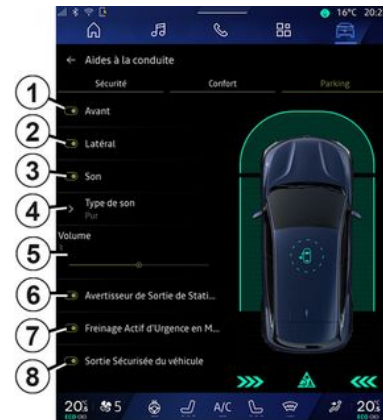 16°C 20:2
Aides à la conduite
Sécurité Confort Parking
1 Avant
2 Latéral
3 Son
4 Type de son
Pur
Volume
5
6 Avertisseur de Sortie de Stati...
7 Freinage Actif d'Urgence en M...
8 Sortie Sécurisée du véhicule
20 5 A/C 20